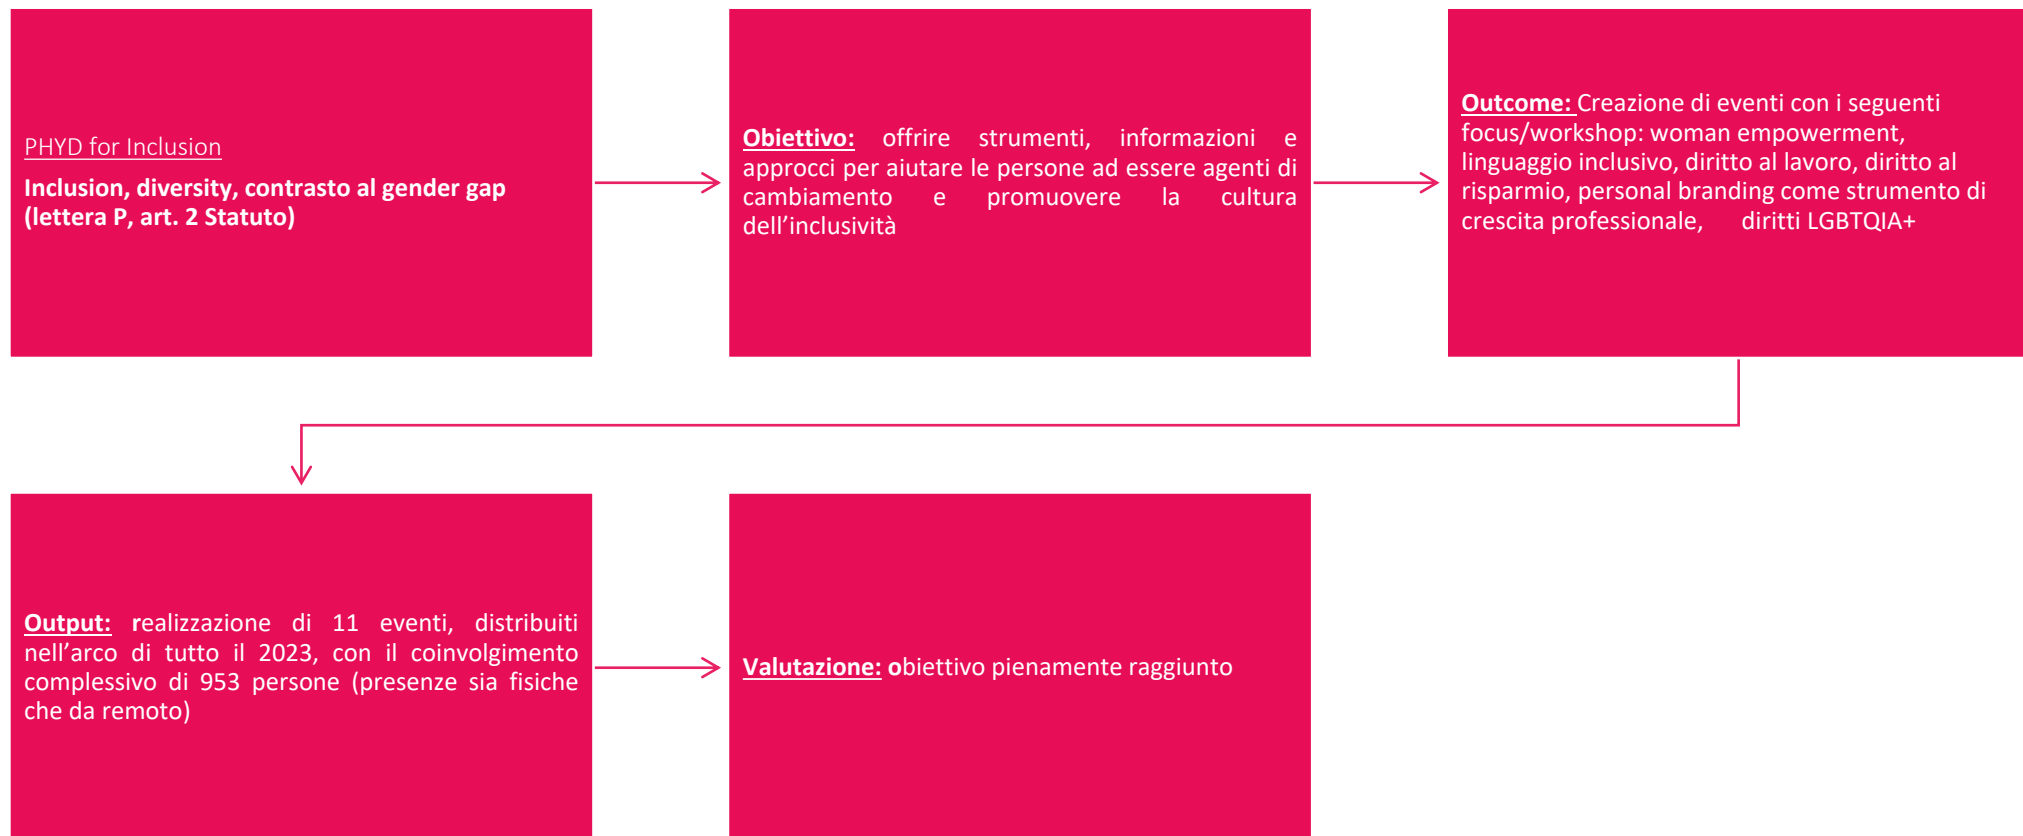 PHYD for Inclusion
Inclusion, diversity, contrasto al gender gap
(lettera P, art. 2 Statuto)
Obiettivo: offrire strumenti, informazioni e
approcci per aiutare le persone ad essere agenti di
cambiamento e promuovere la cultura
dell’inclusività
Outcome: Creazione di eventi con i seguenti
focus/workshop: woman empowerment,
linguaggio inclusivo, diritto al lavoro, diritto al
risparmio, personal branding come strumento di
crescita professionale, diritti LGBTQIA+
Output: realizzazione di 11 eventi, distribuiti
nell’arco di tutto il 2023, con il coinvolgimento
complessivo di 953 persone (presenze sia fisiche
che da remoto)
Valutazione: obiettivo pienamente raggiunto